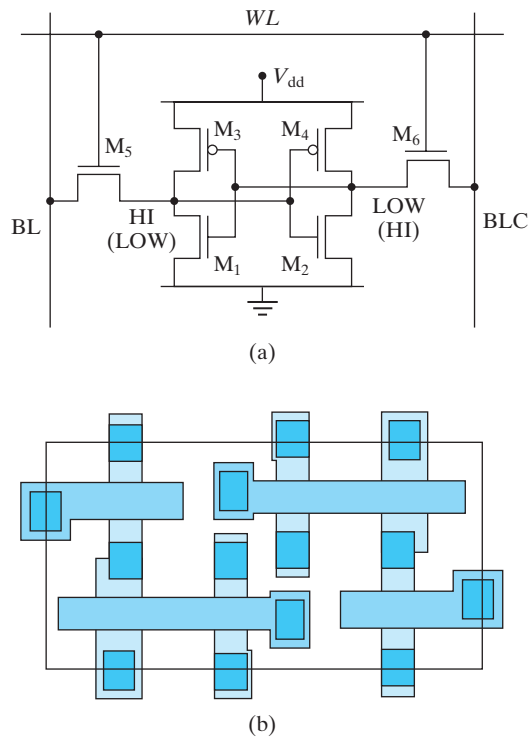 WL
V_dd
M_3
M_4
M_5
M_6
BL
HI
(LOW)
LOW
(HI)
BLC
M_1
M_2
(a)
(b)